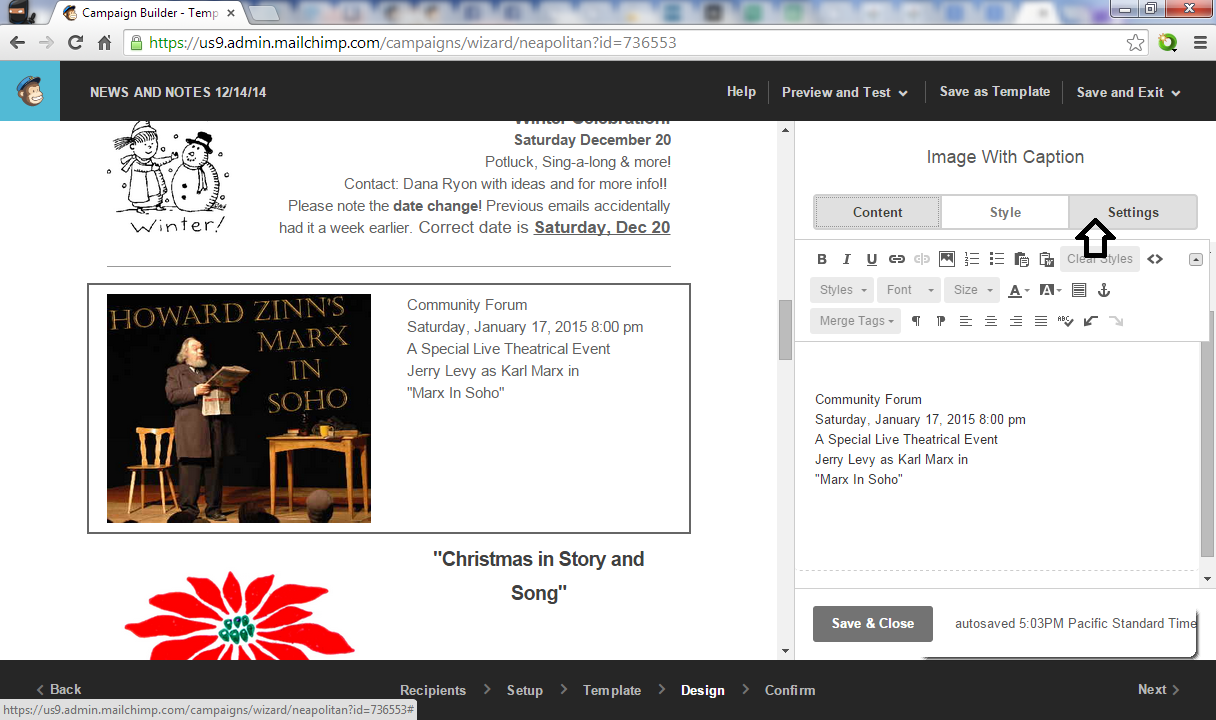 Campaign Builder - Temp
https://us9.admin.mailchimp.com/campaigns/wizard/neapolitan?id=736553
NEWS AND NOTES 12/14/14
Help
Preview and Test
Save as Template
Save and Exit
Winter Celebration!
Saturday December 20
Potluck, Sing-a-long & more!
Contact: Dana Ryon with ideas and for more info!!
Please note the date change! Previous emails accidentally
had it a week earlier. Correct date is Saturday, Dec 20
Winter!
HOWARD ZINN'S
MARX
IN
SOHO
Community Forum
Saturday, January 17, 2015 8:00 pm
A Special Live Theatrical Event
Jerry Levy as Karl Marx in
"Marx In Soho"
"Christmas in Story and
Song"
Image With Caption
Content
Style
Settings
B I U
Clear Styles
Styles
Font
Size
A
A
Merge Tags
ABC
Community Forum
Saturday, January 17, 2015 8:00 pm
A Special Live Theatrical Event
Jerry Levy as Karl Marx in
"Marx In Soho"
Save & Close
autosaved 5:03PM Pacific Standard Time
Back
Recipients
Setup
Template
Design
Confirm
Next
https://us9.admin.mailchimp.com/campaigns/wizard/neapolitan?id=736553#